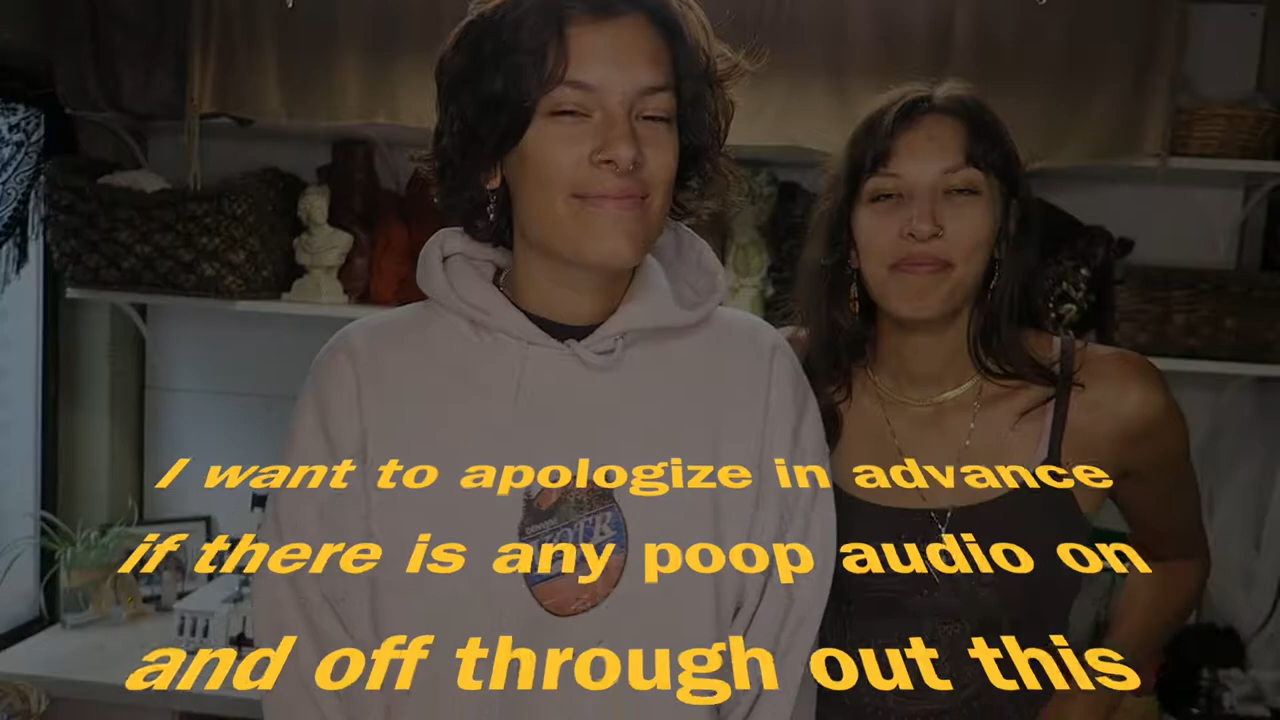 I want to apologize in advance
if there is any poop audio on
and off through out this